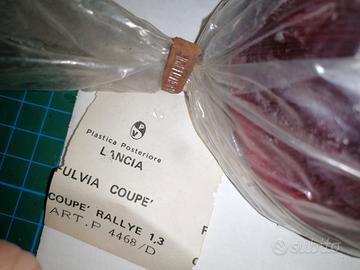 Plastica Posteriore
LANCIA
FULVIA COUPE'
COUPE' RALLYE 1.3
ART. P 4468/D
subito